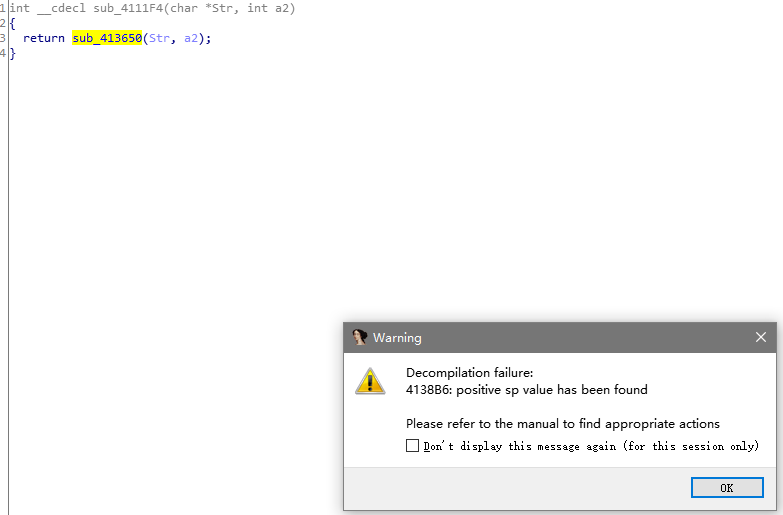 1 int __cdecl sub_4111F4(char *Str, int a2)
2 {
3   return sub_413650(Str, a2);
4 }
Warning
Decompilation failure:
4138B6: positive sp value has been found
Please refer to the manual to find appropriate actions
Don't display this message again (for this session only)
OK